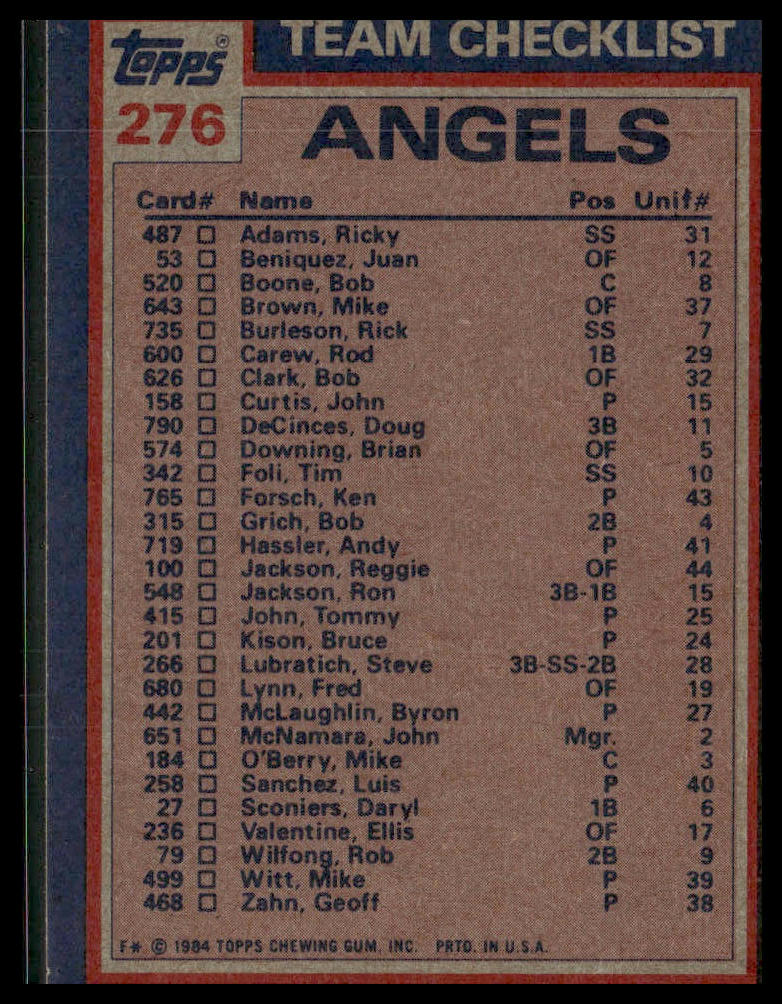 TEAM CHECKLIST
Topps®
276
ANGELS
Card# Name Pos Unif#
487 □ Adams, Ricky SS 31
53 □ Beniquez, Juan OF 12
520 □ Boone, Bob C 8
643 □ Brown, Mike OF 37
735 □ Burleson, Rick SS 7
600 □ Carew, Rod 1B 29
626 □ Clark, Bob OF 32
158 □ Curtis, John P 15
790 □ DeCinces, Doug 3B 11
574 □ Downing, Brian OF 5
342 □ Foli, Tim SS 10
765 □ Forsch, Ken P 43
315 □ Grich, Bob 2B 4
719 □ Hassler, Andy P 41
100 □ Jackson, Reggie OF 44
548 □ Jackson, Ron 3B-1B 15
415 □ John, Tommy P 25
201 □ Kison, Bruce P 24
266 □ Lubratich, Steve 3B-SS-2B 28
680 □ Lynn, Fred OF 19
442 □ McLaughlin, Byron P 27
651 □ McNamara, John Mgr. 2
184 □ O'Berry, Mike C 3
258 □ Sanchez, Luis P 40
27 □ Sconiers, Daryl 1B 6
236 □ Valentine, Ellis OF 17
79 □ Wilfong, Rob 2B 9
499 □ Witt, Mike P 39
468 □ Zahn, Geoff P 38
F* © 1984 TOPPS CHEWING GUM, INC. PRTD. IN U.S.A.